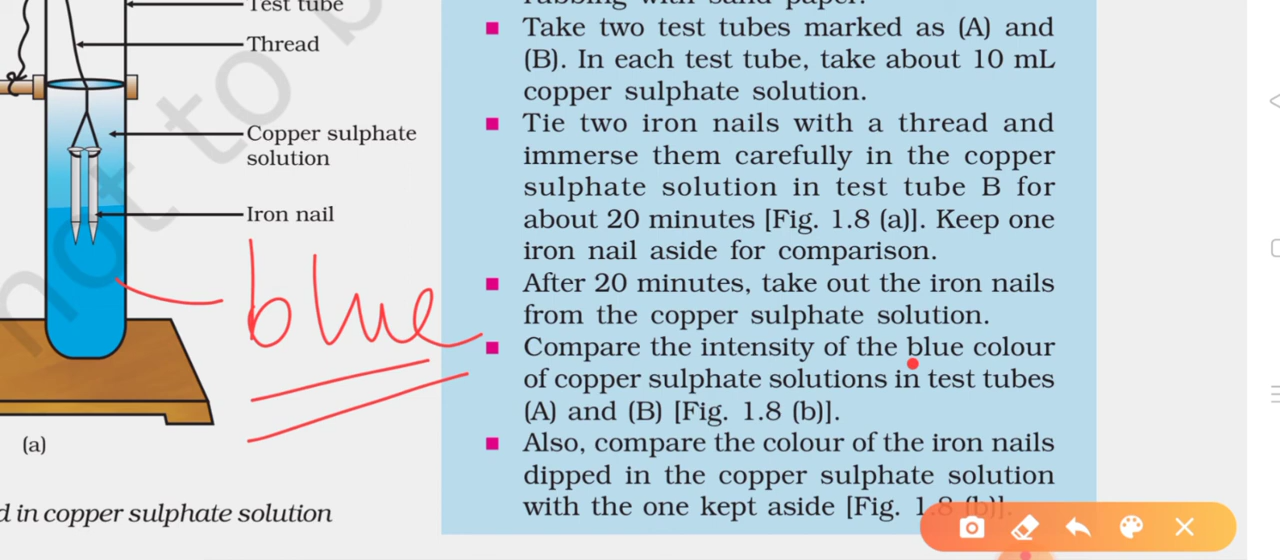 Test tube
Thread
Copper sulphate
solution
Iron nail
blue
(a)
d in copper sulphate solution
rubbing with sand paper.
Take two test tubes marked as (A) and
(B). In each test tube, take about 10 mL
copper sulphate solution.
Tie two iron nails with a thread and
immerse them carefully in the copper
sulphate solution in test tube B for
about 20 minutes [Fig. 1.8 (a)]. Keep one
iron nail aside for comparison.
After 20 minutes, take out the iron nails
from the copper sulphate solution.
Compare the intensity of the blue colour
of copper sulphate solutions in test tubes
(A) and (B) [Fig. 1.8 (b)].
Also, compare the colour of the iron nails
dipped in the copper sulphate solution
with the one kept aside [Fig. 1.8 (b)].
not to b